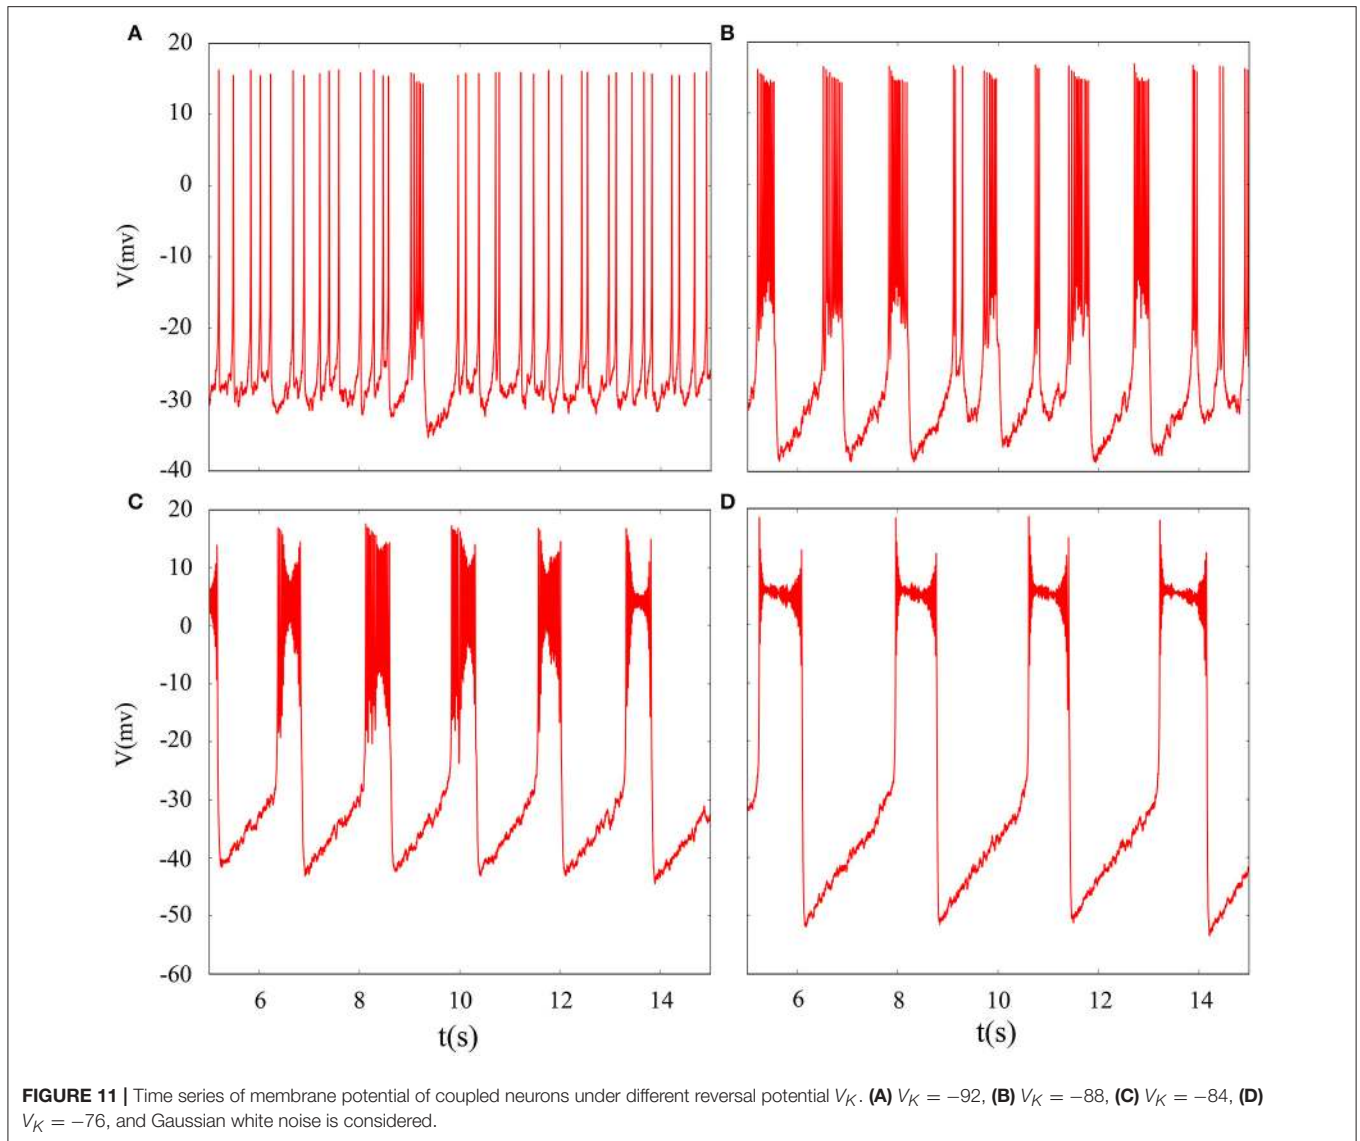 A
B
20
10
0
-10
-20
-30
-40
V(mv)
C
D
20
10
0
-10
-20
-30
-40
-50
-60
V(mv)
6 8 10 12 14
6 8 10 12 14
t(s)
t(s)
FIGURE 11 | Time series of membrane potential of coupled neurons under different reversal potential V_K. (A) V_K = −92, (B) V_K = −88, (C) V_K = −84, (D)
V_K = −76, and Gaussian white noise is considered.